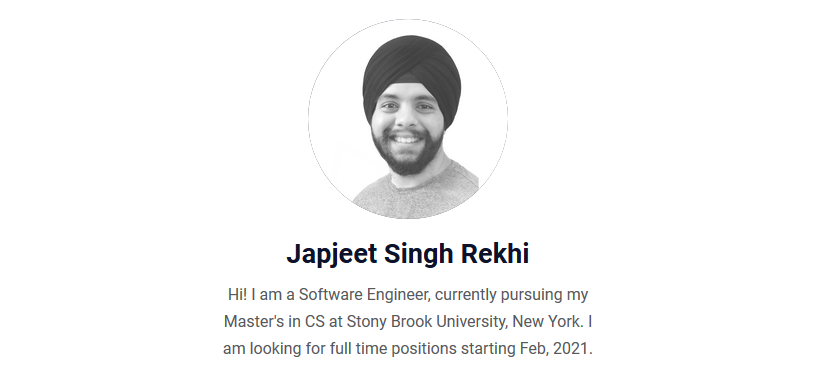 Japjeet Singh Rekhi
Hi! I am a Software Engineer, currently pursuing my
Master's in CS at Stony Brook University, New York. I
am looking for full time positions starting Feb, 2021.